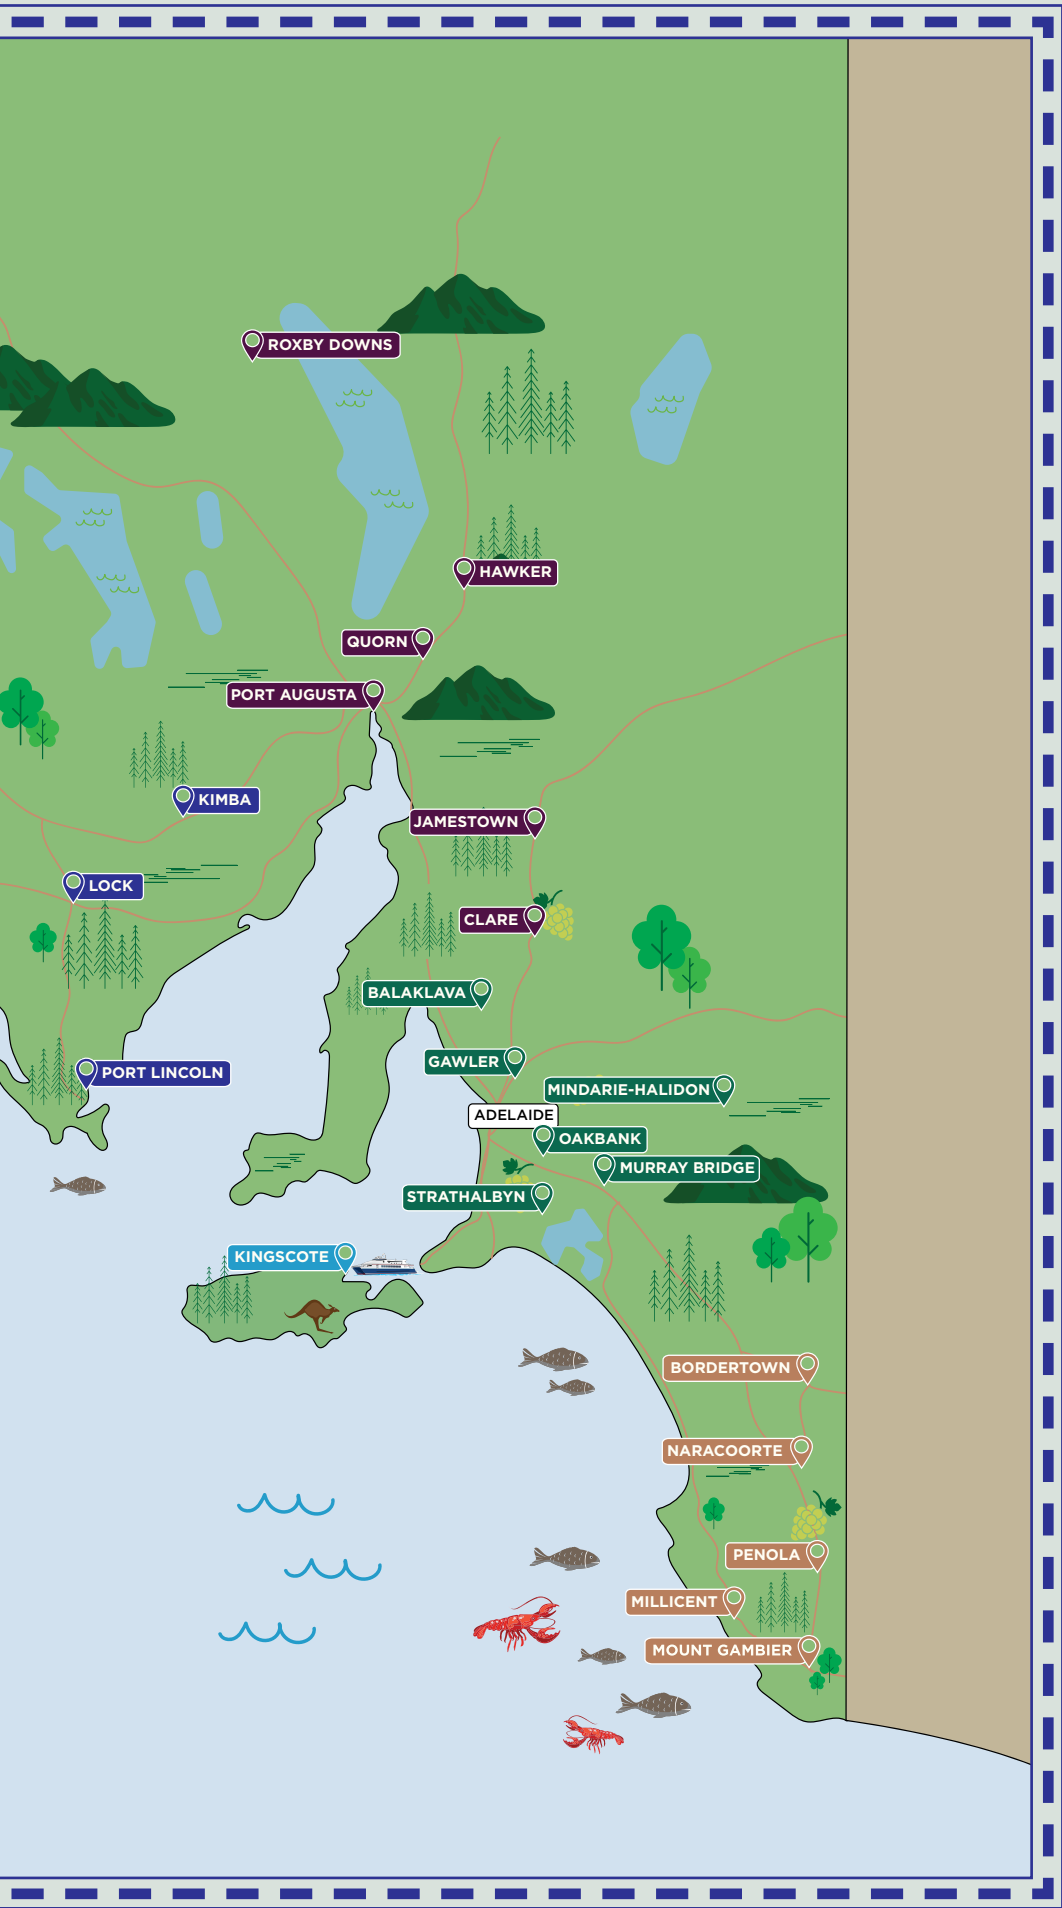 ROXBY DOWNS
HAWKER
QUORN
PORT AUGUSTA
KIMBA
JAMESTOWN
LOCK
CLARE
BALAKLAVA
GAWLER
PORT LINCOLN
MINDARIE-HALIDON
ADELAIDE
OAKBANK
MURRAY BRIDGE
STRATHALBYN
KINGSCOTE
BORDERTOWN
NARACOORTE
PENOLA
MILLICENT
MOUNT GAMBIER